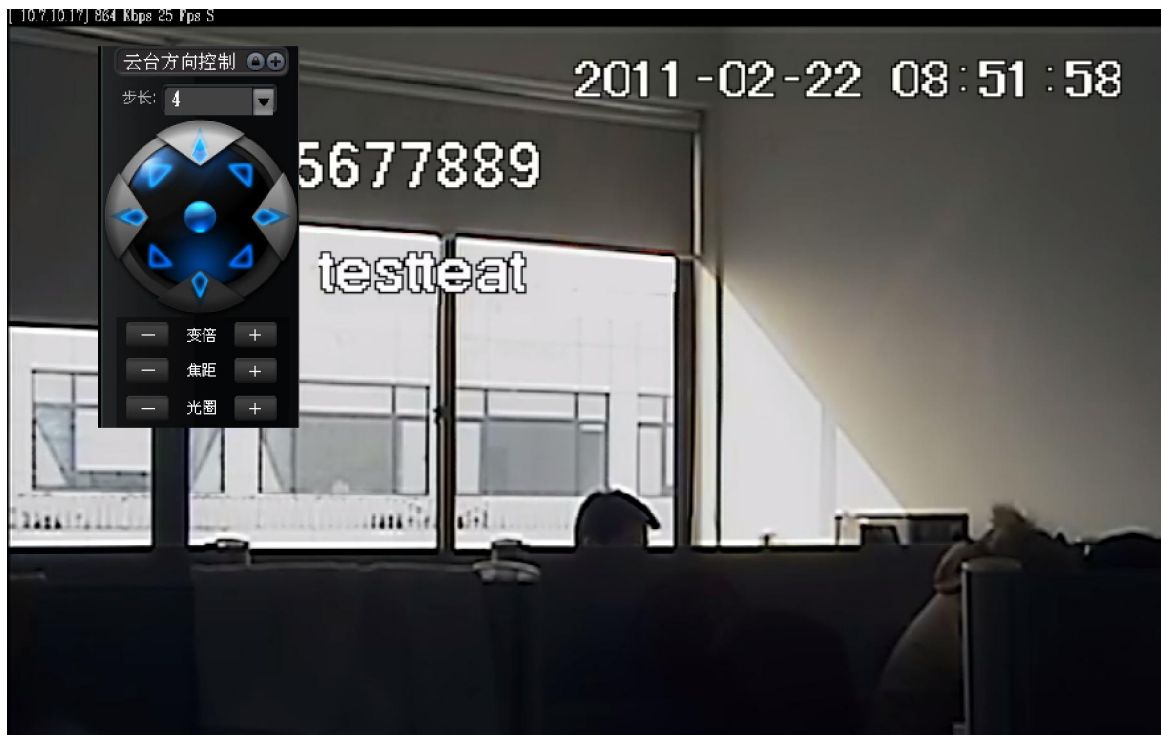 [ 10.7.10.17] 864 Kbps 25 Fps S
云台方向控制
2011-02-22 08:51:58
步长: 4
5677889
testteat
− 变倍 +
− 焦距 +
− 光圈 +